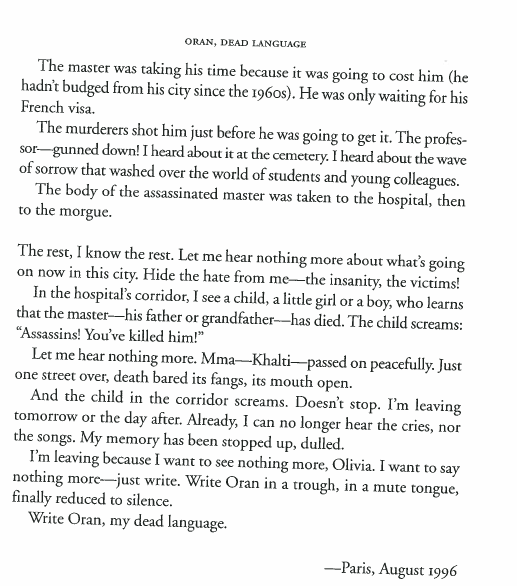 ORAN, DEAD LANGUAGE
The master was taking his time because it was going to cost him (he
hadn't budged from his city since the 1960s). He was only waiting for his
French visa.
The murderers shot him just before he was going to get it. The profes-
sor—gunned down! I heard about it at the cemetery. I heard about the wave
of sorrow that washed over the world of students and young colleagues.
The body of the assassinated master was taken to the hospital, then
to the morgue.
The rest, I know the rest. Let me hear nothing more about what's going
on now in this city. Hide the hate from me—the insanity, the victims!
In the hospital's corridor, I see a child, a little girl or a boy, who learns
that the master—his father or grandfather—has died. The child screams:
"Assassins! You've killed him!"
Let me hear nothing more. Mma—Khalti—passed on peacefully. Just
one street over, death bared its fangs, its mouth open.
And the child in the corridor screams. Doesn't stop. I'm leaving
tomorrow or the day after. Already, I can no longer hear the cries, nor
the songs. My memory has been stopped up, dulled.
I'm leaving because I want to see nothing more, Olivia. I want to say
nothing more—just write. Write Oran in a trough, in a mute tongue,
finally reduced to silence.
Write Oran, my dead language.
—Paris, August 1996